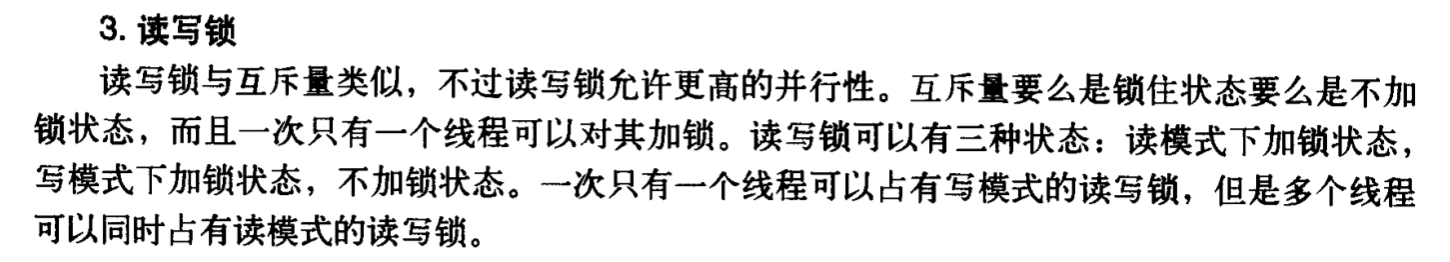 3. 读写锁
读写锁与互斥量类似，不过读写锁允许更高的并行性。互斥量要么是锁住状态要么是不加
锁状态，而且一次只有一个线程可以对其加锁。读写锁可以有三种状态：读模式下加锁状态，
写模式下加锁状态，不加锁状态。一次只有一个线程可以占有写模式的读写锁，但是多个线程
可以同时占有读模式的读写锁。